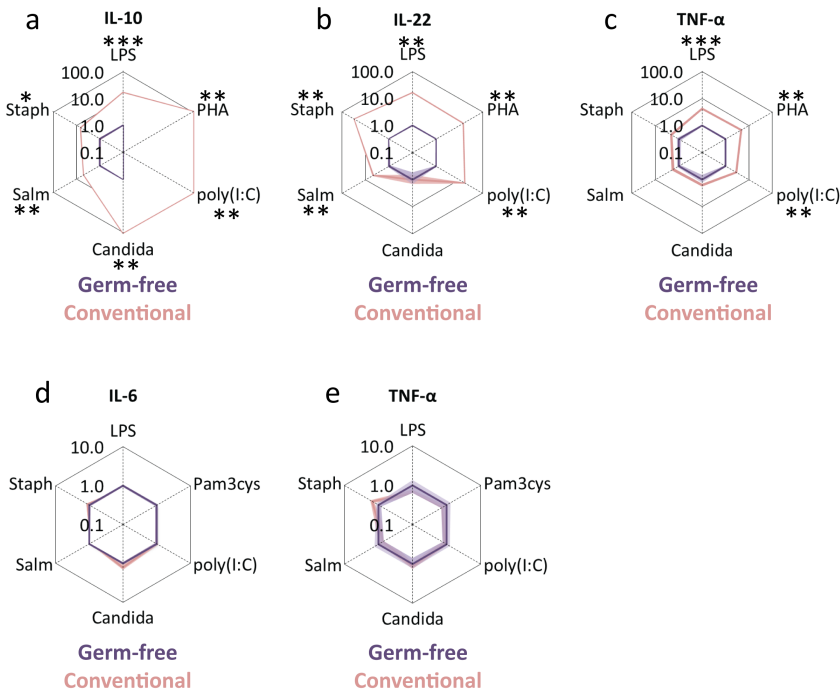 a
IL-10
***
LPS
100.0
10.0
1.0
0.1
*
Staph
**
PHA
Salm
**
poly(I:C)
**
Candida
**
Germ-free
Conventional
b
IL-22
**
LPS
100.0
10.0
1.0
0.1
**
Staph
**
PHA
Salm
**
poly(I:C)
**
Candida
Germ-free
Conventional
c
TNF-α
***
LPS
100.0
10.0
1.0
0.1
Staph
**
PHA
Salm
poly(I:C)
**
Candida
Germ-free
Conventional
d
IL-6
LPS
10.0
1.0
0.1
Staph
Pam3cys
Salm
poly(I:C)
Candida
Germ-free
Conventional
e
TNF-α
LPS
10.0
1.0
0.1
Staph
Pam3cys
Salm
poly(I:C)
Candida
Germ-free
Conventional